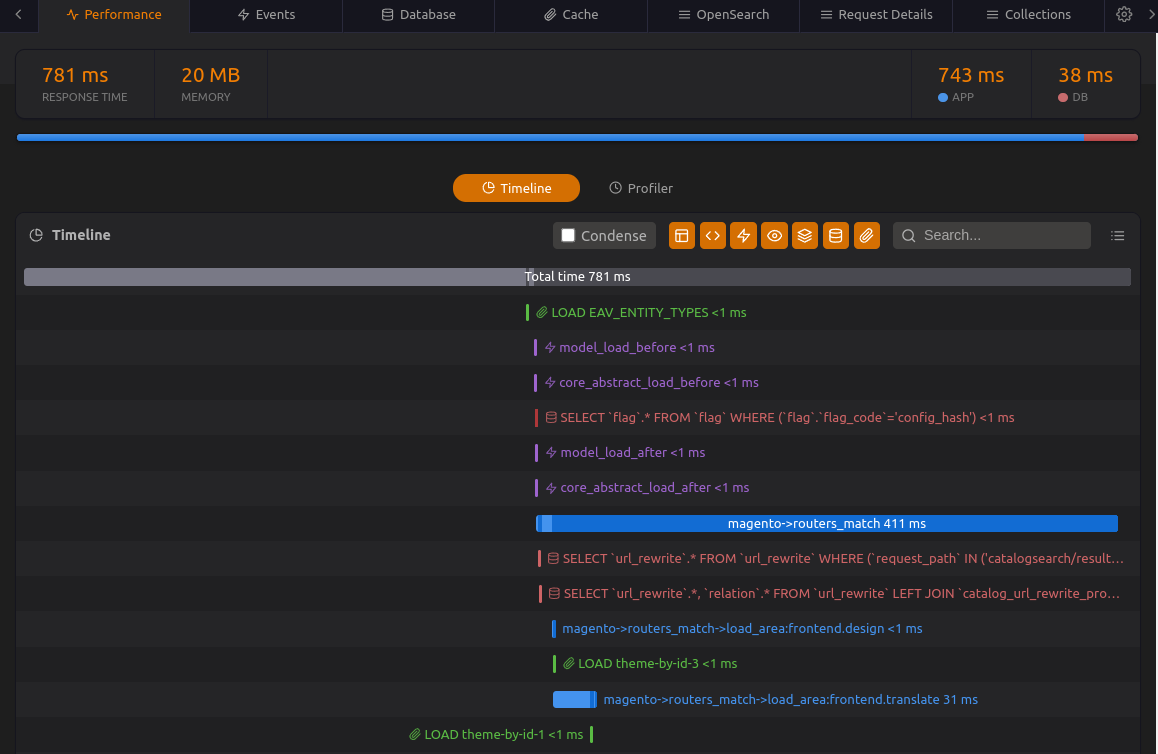 Performance Events Database Cache OpenSearch Request Details Collections
781 ms 20 MB 743 ms 38 ms
RESPONSE TIME MEMORY APP DB
Timeline Profiler
Timeline Condense Search...
Total time 781 ms
LOAD EAV_ENTITY_TYPES <1 ms
model_load_before <1 ms
core_abstract_load_before <1 ms
SELECT `flag`.* FROM `flag` WHERE (`flag`.`flag_code`='config_hash') <1 ms
model_load_after <1 ms
core_abstract_load_after <1 ms
magento->routers_match 411 ms
SELECT `url_rewrite`.* FROM `url_rewrite` WHERE (`request_path` IN ('catalogsearch/result...
SELECT `url_rewrite`.*, `relation`.* FROM `url_rewrite` LEFT JOIN `catalog_url_rewrite_pro...
magento->routers_match->load_area:frontend.design <1 ms
LOAD theme-by-id-3 <1 ms
magento->routers_match->load_area:frontend.translate 31 ms
LOAD theme-by-id-1 <1 ms